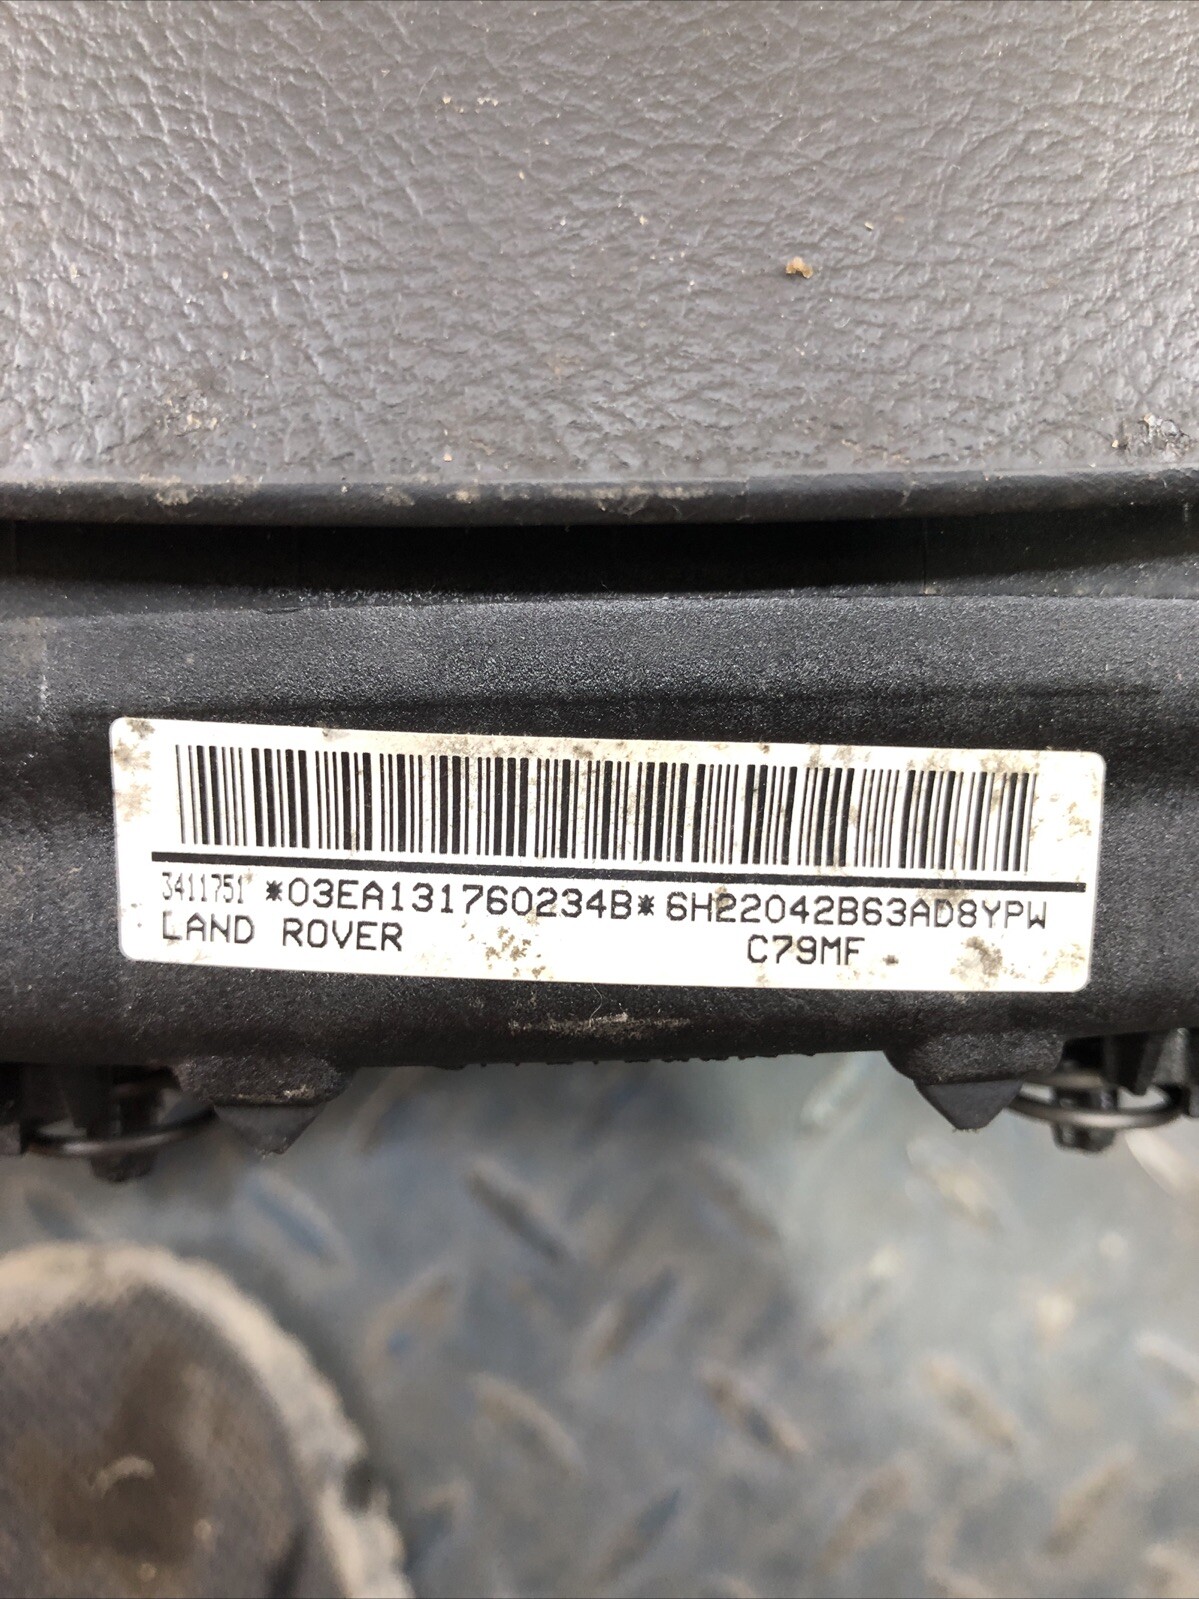 3411751 *03EA131760234B*6H22042B63AD8YPW
LAND ROVER C79MF